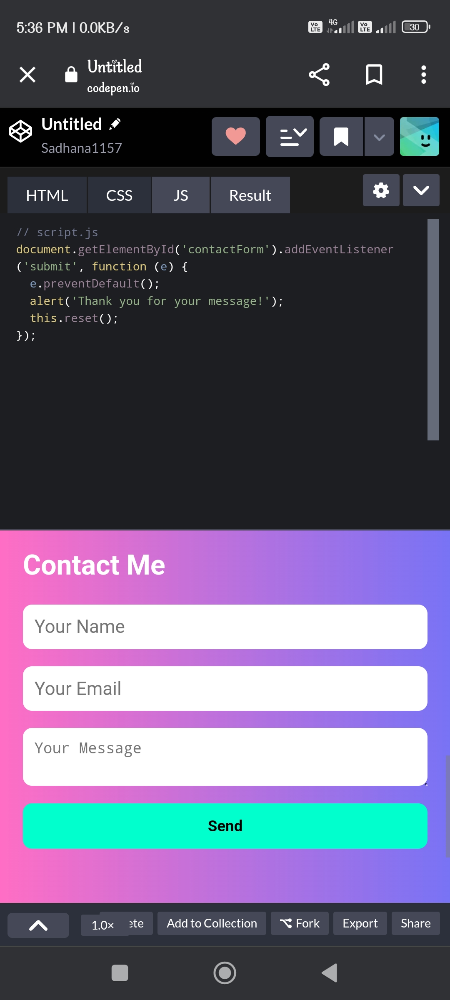 5:36 PM | 0.0KB/s
Vo LTE 4G Vo LTE 30
Untitled
codepen.io
Untitled
Sadhana1157
HTML CSS JS Result
// script.js
document.getElementById('contactForm').addEventListener
('submit', function (e) {
  e.preventDefault();
  alert('Thank you for your message!');
  this.reset();
});
Contact Me
Your Name
Your Email
Your Message
Send
1.0× ete Add to Collection Fork Export Share